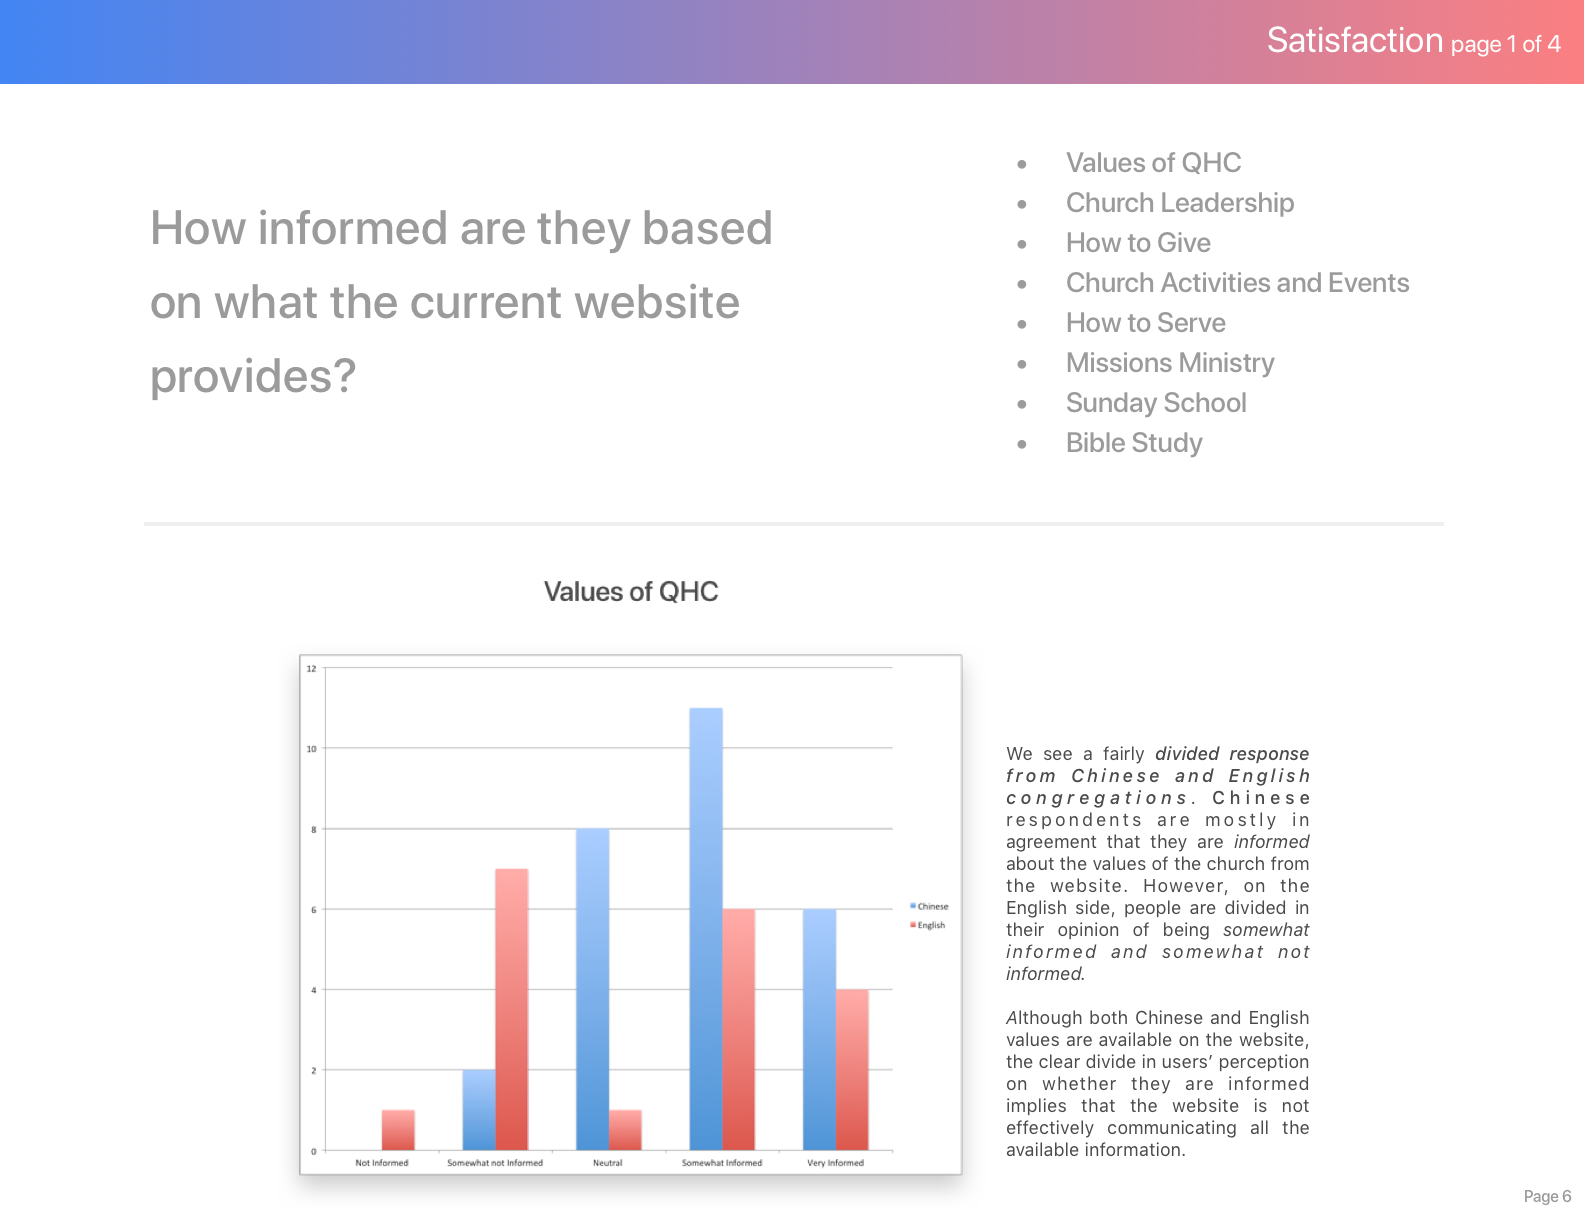 Satisfaction page 1 of 4
How informed are they based
on what the current website
provides?
• Values of QHC
• Church Leadership
• How to Give
• Church Activities and Events
• How to Serve
• Missions Ministry
• Sunday School
• Bible Study
Values of QHC
12
10
8
6
4
2
0
Not Informed
Somewhat not Informed
Neutral
Somewhat Informed
Very Informed
Chinese
English
We see a fairly divided response
from Chinese and English
congregations. Chinese
respondents are mostly in
agreement that they are informed
about the values of the church from
the website. However, on the
English side, people are divided in
their opinion of being somewhat
informed and somewhat not
informed.
Although both Chinese and English
values are available on the website,
the clear divide in users’ perception
on whether they are informed
implies that the website is not
effectively communicating all the
available information.
Page 6